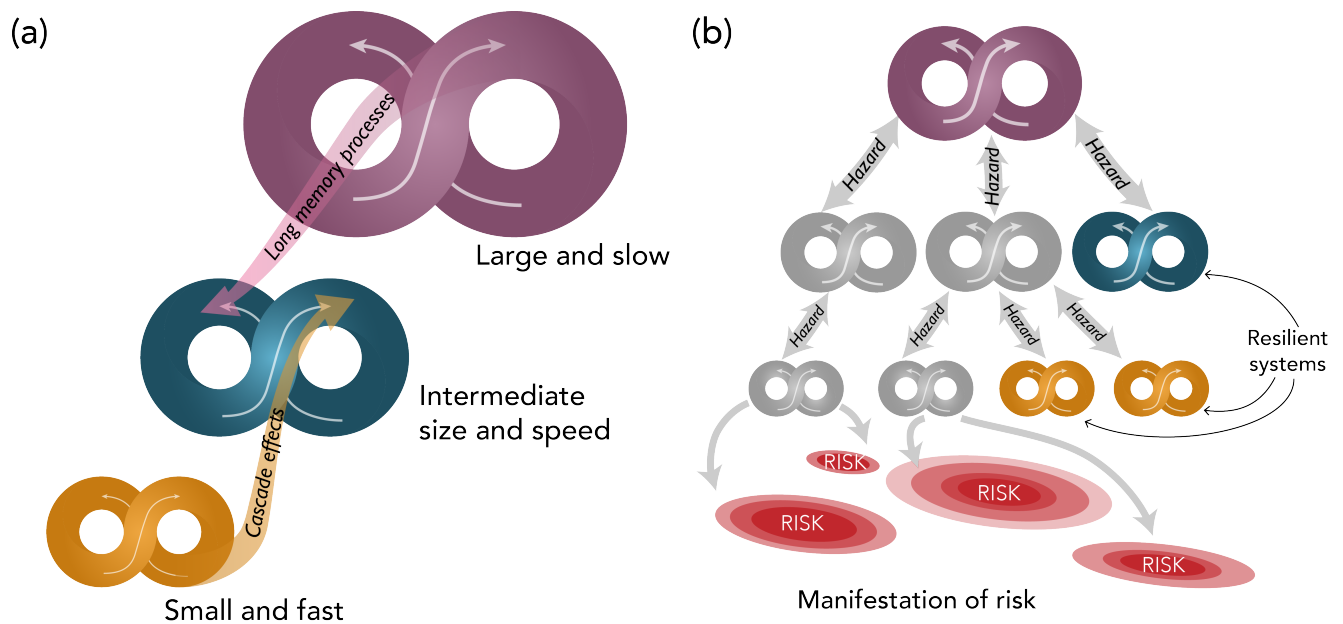 (a)
Long memory processes
Large and slow
Intermediate
size and speed
Cascade effects
Small and fast
(b)
Hazard
Hazard
Hazard
Hazard
Hazard
Hazard
Hazard
Resilient
systems
RISK
RISK
RISK
RISK
Manifestation of risk